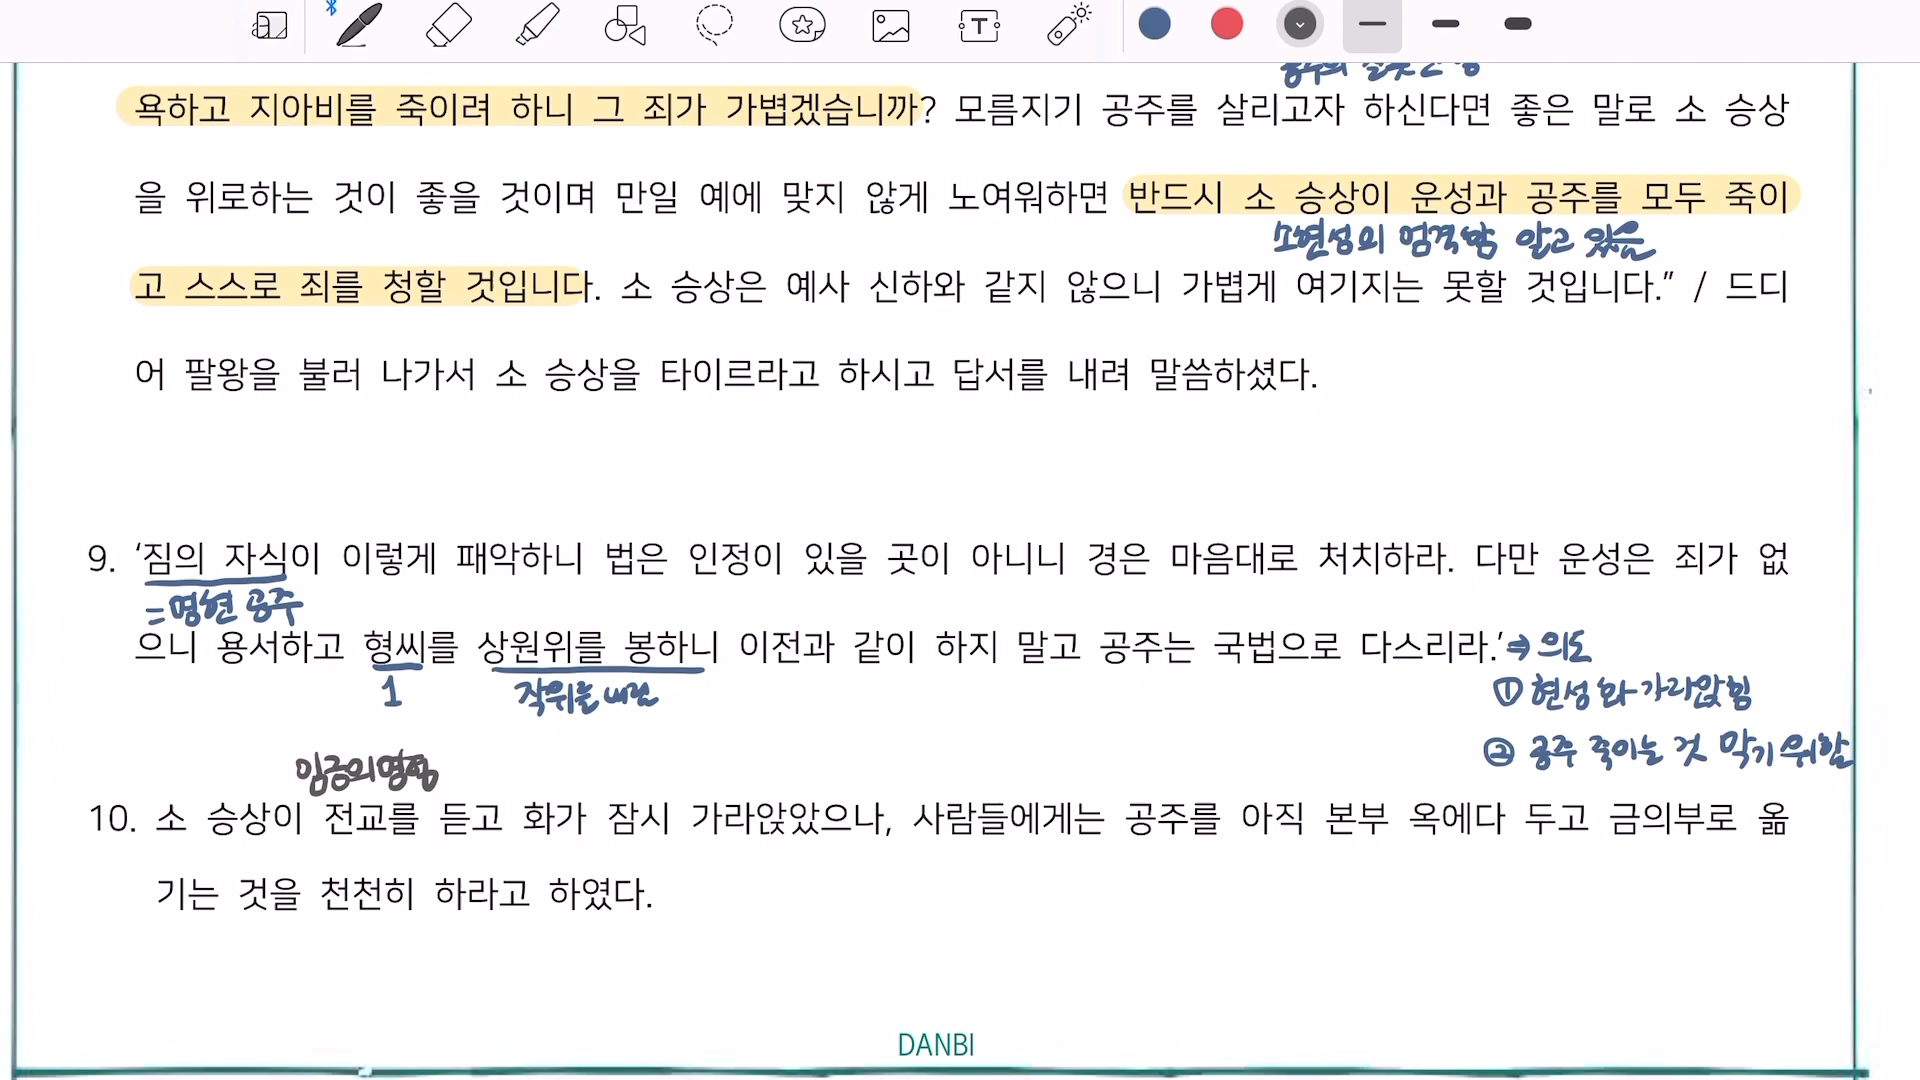 욕하고 지아비를 죽이려 하니 그 죄가 가볍겠습니까? 모름지기 공주를 살리고자 하신다면 좋은 말로 소 승상
을 위로하는 것이 좋을 것이며 만일 예에 맞지 않게 노여워하면 반드시 소 승상이 운성과 공주를 모두 죽이
소현성의 엄격함 알고 있음
고 스스로 죄를 청할 것입니다. 소 승상은 예사 신하와 같지 않으니 가볍게 여기지는 못할 것입니다.” / 드디
어 팔왕을 불러 나가서 소 승상을 타이르라고 하시고 답서를 내려 말씀하셨다.
9. ‘짐의 자식이 이렇게 패악하니 법은 인정이 있을 곳이 아니니 경은 마음대로 처치하라. 다만 운성은 죄가 없
=명현 공주
으니 용서하고 형씨를 상원위를 봉하니 이전과 같이 하지 말고 공주는 국법으로 다스리라.’ ⇒ 의도
1 작위를 내림 ① 현성 화 가라앉힘
② 공주 죽이는 것 막기 위함
임금의 명령
10. 소 승상이 전교를 듣고 화가 잠시 가라앉았으나, 사람들에게는 공주를 아직 본부 옥에다 두고 금의부로 옮
기는 것을 천천히 하라고 하였다.
DANBI